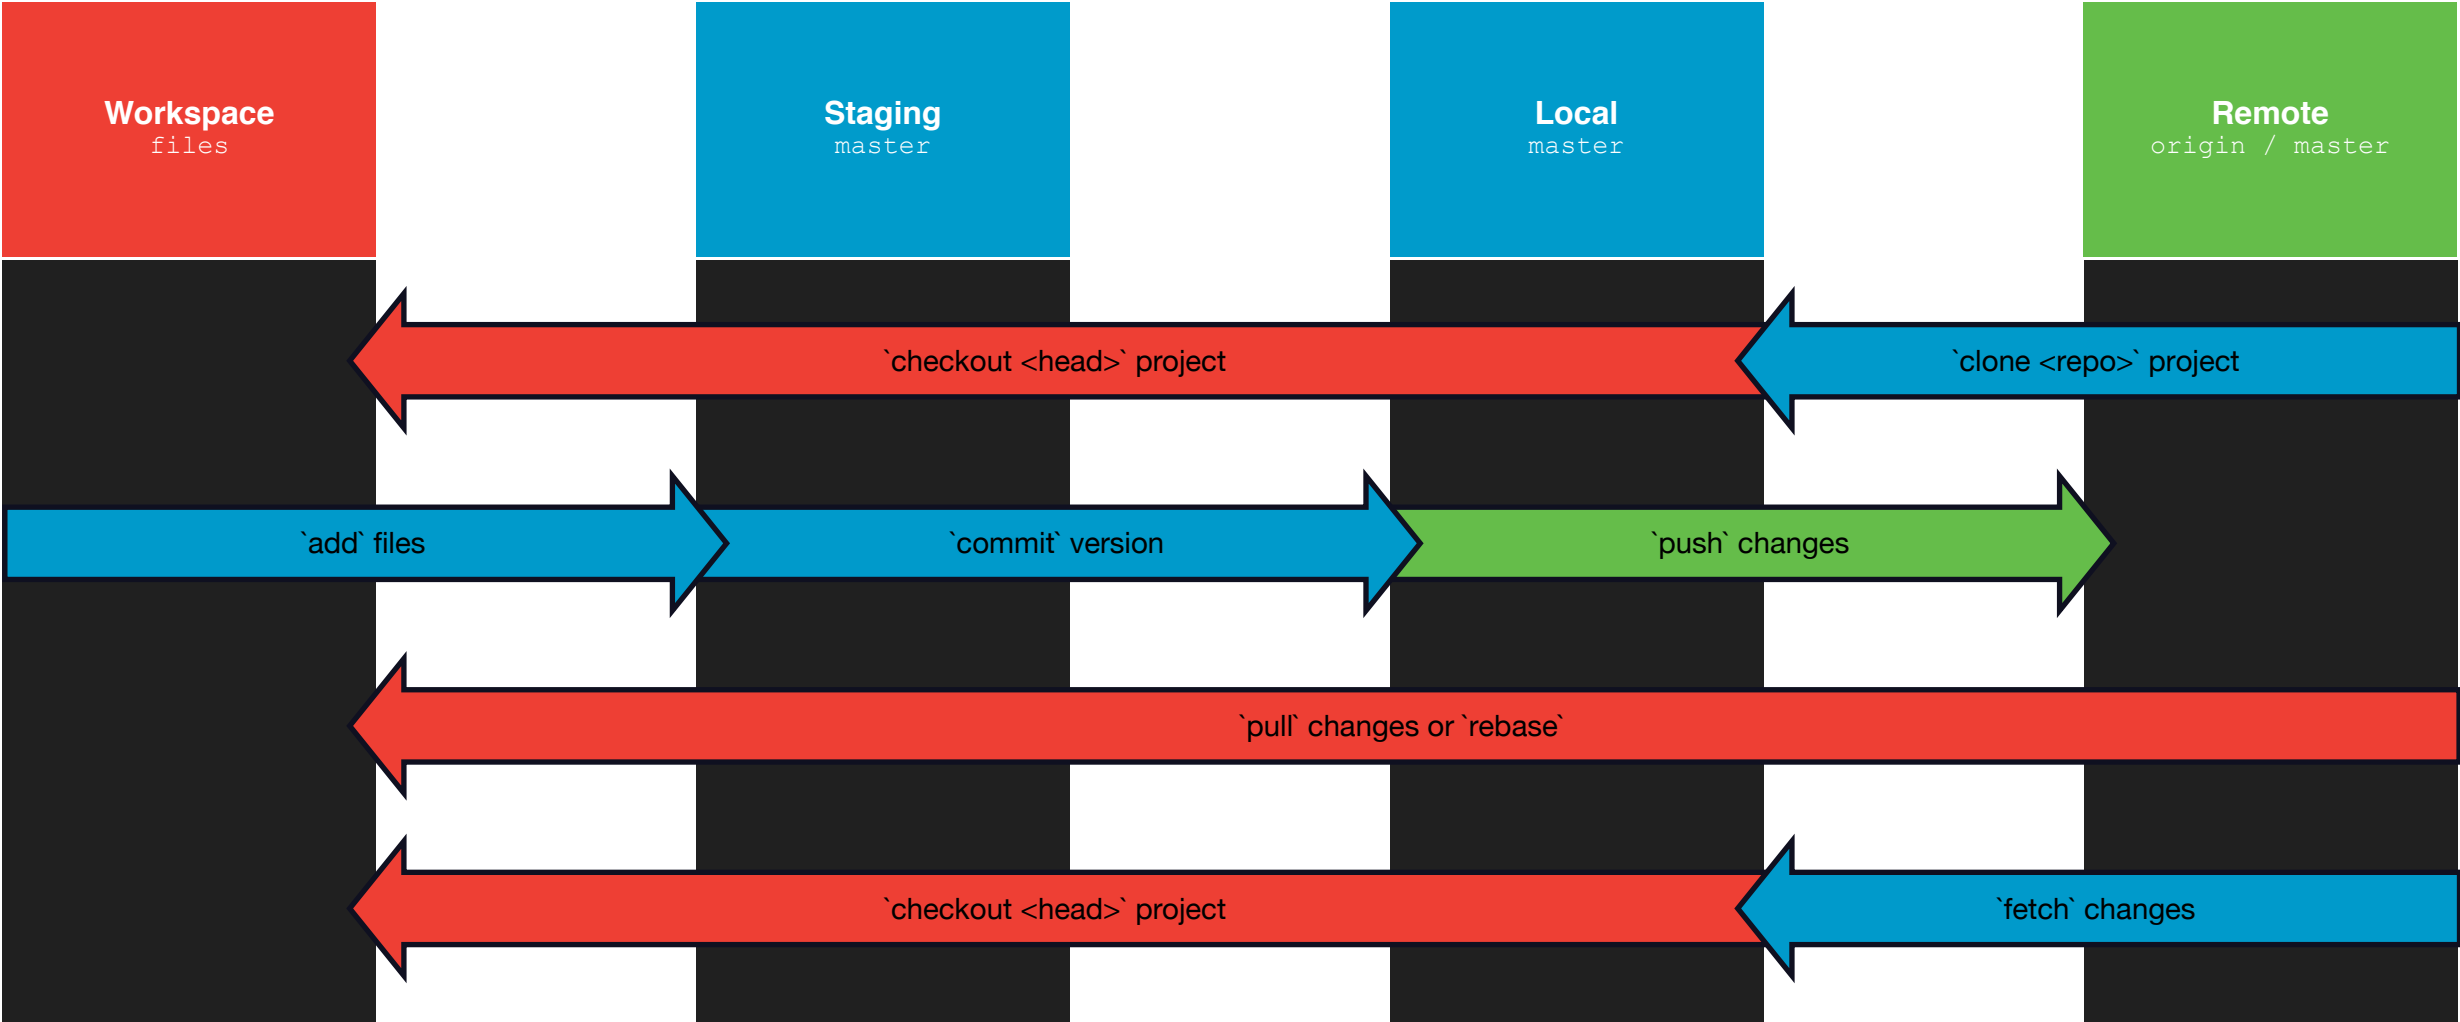 Workspace
files
Staging
master
Local
master
Remote
origin / master
`checkout <head>` project
`clone <repo>` project
`add` files
`commit` version
`push` changes
`pull` changes or `rebase`
`checkout <head>` project
`fetch` changes